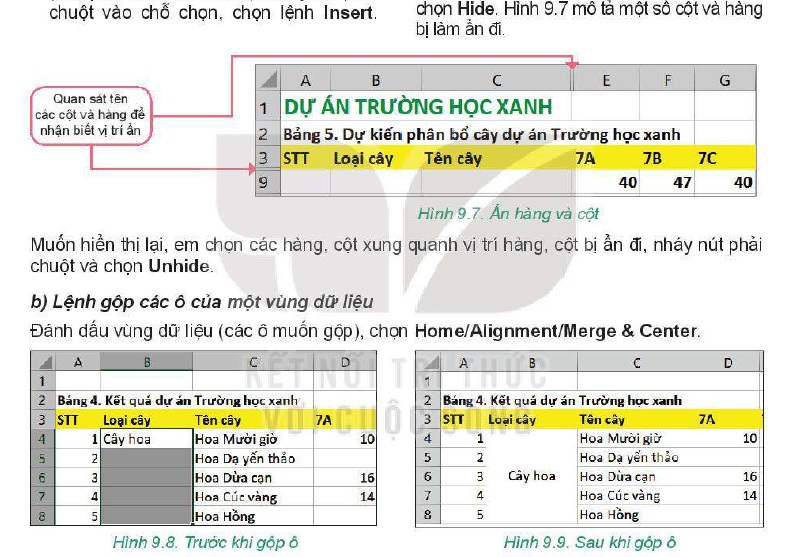 chuột vào chỗ chọn, chọn lệnh Insert.
chọn Hide. Hình 9.7 mô tả một số cột và hàng
bị làm ẩn đi.
Quan sát tên
các cột và hàng để
nhận biết vị trí ẩn
A B C E F G
1 DỰ ÁN TRƯỜNG HỌC XANH
2 Bảng 5. Dự kiến phân bổ cây dự án Trường học xanh
3 STT Loại cây Tên cây 7A 7B 7C
9 40 47 40
Hình 9.7. Ẩn hàng và cột
Muốn hiển thị lại, em chọn các hàng, cột xung quanh vị trí hàng, cột bị ẩn đi, nháy nút phải
chuột và chọn Unhide.
b) Lệnh gộp các ô của một vùng dữ liệu
Đánh dấu vùng dữ liệu (các ô muốn gộp), chọn Home/Alignment/Merge & Center.
KẾT NỐI TRI THỨC
VỚI CUỘC SỐNG
A B C D
1
2 Bảng 4. Kết quả dự án Trường học xanh
3 STT Loại cây Tên cây 7A
4 1 Cây hoa Hoa Mười giờ 10
5 2 Hoa Dạ yến thảo
6 3 Hoa Dừa cạn 16
7 4 Hoa Cúc vàng 14
8 5 Hoa Hồng
Hình 9.8. Trước khi gộp ô
A B C D
1
2 Bảng 4. Kết quả dự án Trường học xanh
3 STT Loại cây Tên cây 7A
4 1 Hoa Mười giờ 10
5 2 Hoa Dạ yến thảo
6 3 Cây hoa Hoa Dừa cạn 16
7 4 Hoa Cúc vàng 14
8 5 Hoa Hồng
Hình 9.9. Sau khi gộp ô